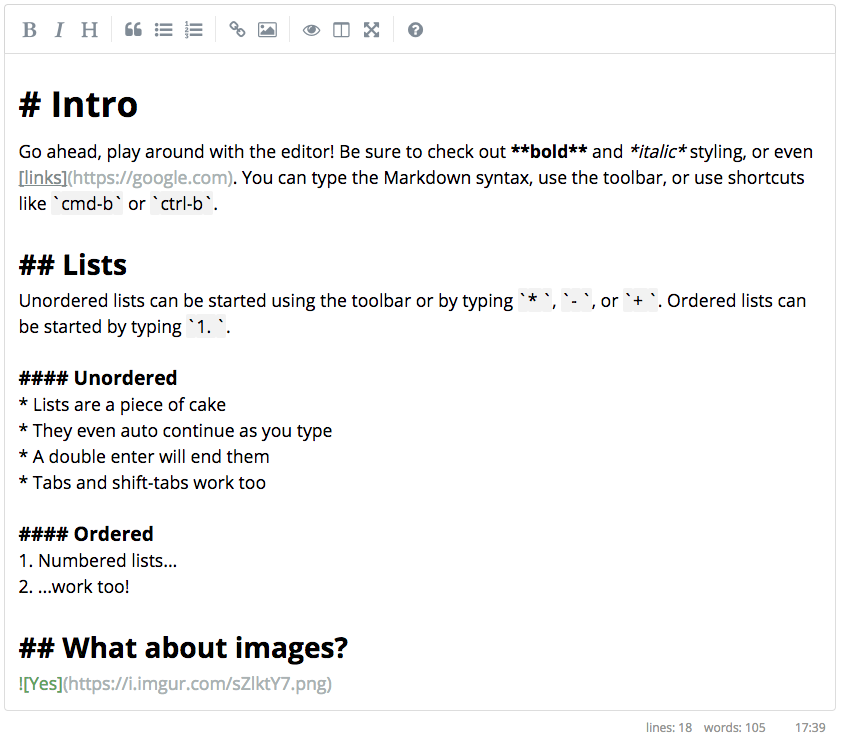 B I H
# Intro
Go ahead, play around with the editor! Be sure to check out **bold** and *italic* styling, or even
[links](https://google.com). You can type the Markdown syntax, use the toolbar, or use shortcuts
like `cmd-b` or `ctrl-b`.
## Lists
Unordered lists can be started using the toolbar or by typing `* `, `- `, or `+ `. Ordered lists can
be started by typing `1. `.
#### Unordered
* Lists are a piece of cake
* They even auto continue as you type
* A double enter will end them
* Tabs and shift-tabs work too
#### Ordered
1. Numbered lists...
2. ...work too!
## What about images?
![Yes](https://i.imgur.com/sZlktY7.png)
lines: 18 words: 105 17:39